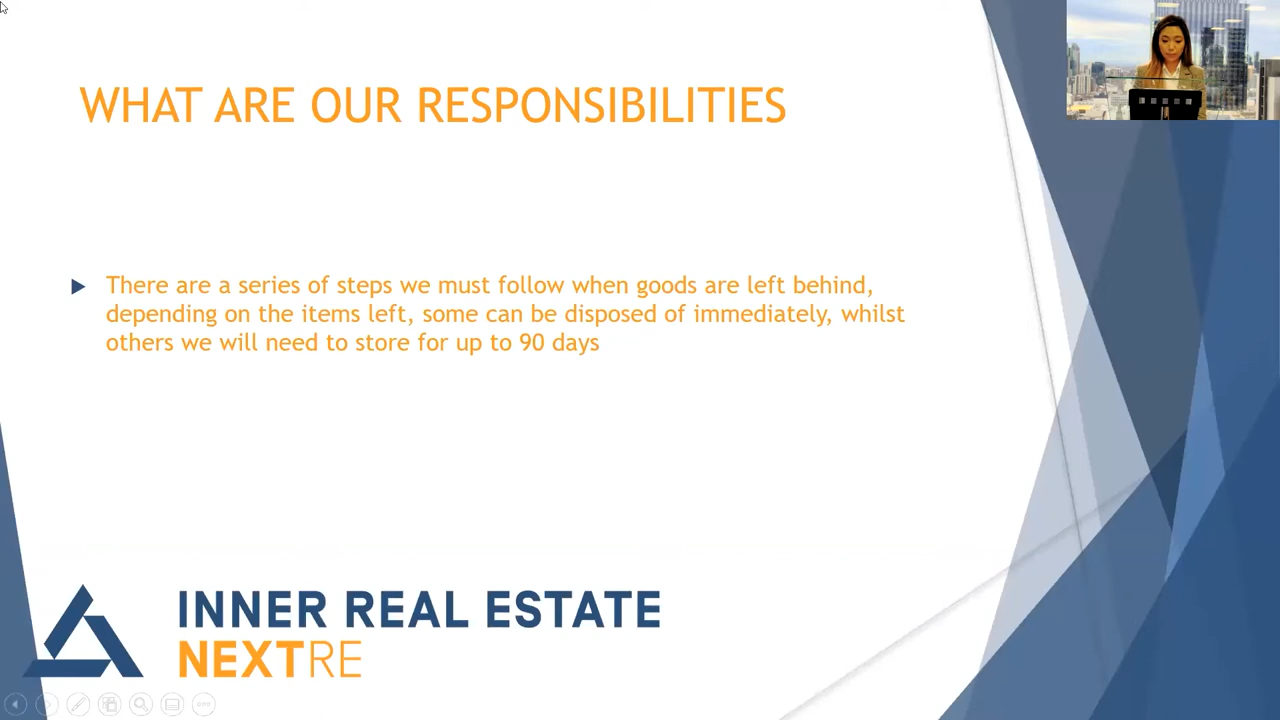 WHAT ARE OUR RESPONSIBILITIES
There are a series of steps we must follow when goods are left behind,
depending on the items left, some can be disposed of immediately, whilst
others we will need to store for up to 90 days
INNER REAL ESTATE
NEXTRE